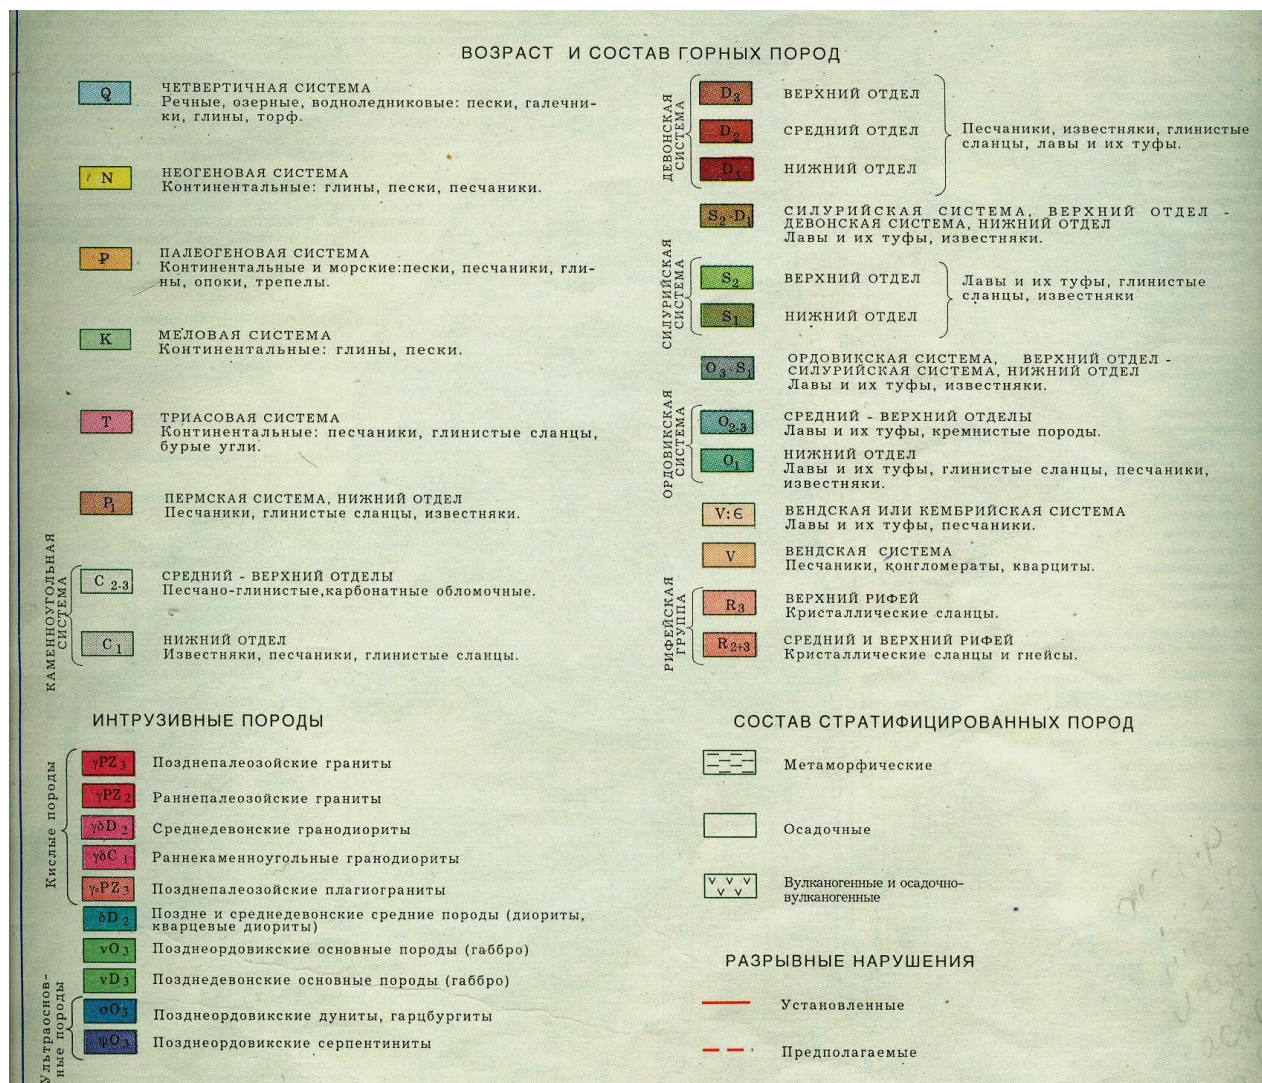 ВОЗРАСТ И СОСТАВ ГОРНЫХ ПОРОД
Q
ЧЕТВЕРТИЧНАЯ СИСТЕМА
Речные, озерные, водноледниковые: пески, галечни-
ки, глины, торф.
N
НЕОГЕНОВАЯ СИСТЕМА
Континентальные: глины, пески, песчаники.
₽
ПАЛЕОГЕНОВАЯ СИСТЕМА
Континентальные и морские:пески, песчаники, гли-
ны, опоки, трепелы.
K
МЕЛОВАЯ СИСТЕМА
Континентальные: глины, пески.
T
ТРИАСОВАЯ СИСТЕМА
Континентальные: песчаники, глинистые сланцы,
бурые угли.
P₁
ПЕРМСКАЯ СИСТЕМА, НИЖНИЙ ОТДЕЛ
Песчаники, глинистые сланцы, известняки.
КАМЕННОУГОЛЬНАЯ
СИСТЕМА
C 2-3
СРЕДНИЙ - ВЕРХНИЙ ОТДЕЛЫ
Песчано-глинистые,карбонатные обломочные.
C₁
НИЖНИЙ ОТДЕЛ
Известняки, песчаники, глинистые сланцы.
ДЕВОНСКАЯ
СИСТЕМА
D₃
ВЕРХНИЙ ОТДЕЛ
D₂
СРЕДНИЙ ОТДЕЛ
D₁
НИЖНИЙ ОТДЕЛ
Песчаники, известняки, глинистые
сланцы, лавы и их туфы.
S₂-D₁
СИЛУРИЙСКАЯ СИСТЕМА, ВЕРХНИЙ ОТДЕЛ -
ДЕВОНСКАЯ СИСТЕМА, НИЖНИЙ ОТДЕЛ
Лавы и их туфы, известняки.
СИЛУРИЙСКАЯ
СИСТЕМА
S₂
ВЕРХНИЙ ОТДЕЛ
S₁
НИЖНИЙ ОТДЕЛ
Лавы и их туфы, глинистые
сланцы, известняки
O₃-S₁
ОРДОВИКСКАЯ СИСТЕМА, ВЕРХНИЙ ОТДЕЛ -
СИЛУРИЙСКАЯ СИСТЕМА, НИЖНИЙ ОТДЕЛ
Лавы и их туфы, известняки.
ОРДОВИКСКАЯ
СИСТЕМА
O₂₋₃
СРЕДНИЙ - ВЕРХНИЙ ОТДЕЛЫ
Лавы и их туфы, кремнистые породы.
O₁
НИЖНИЙ ОТДЕЛ
Лавы и их туфы, глинистые сланцы, песчаники,
известняки.
V:Є
ВЕНДСКАЯ ИЛИ КЕМБРИЙСКАЯ СИСТЕМА
Лавы и их туфы, песчаники.
V
ВЕНДСКАЯ СИСТЕМА
Песчаники, конгломераты, кварциты.
РИФЕЙСКАЯ
ГРУППА
R₃
ВЕРХНИЙ РИФЕЙ
Кристаллические сланцы.
R₂₊₃
СРЕДНИЙ И ВЕРХНИЙ РИФЕЙ
Кристаллические сланцы и гнейсы.
ИНТРУЗИВНЫЕ ПОРОДЫ
Кислые породы
γPZ₃
Позднепалеозойские граниты
γPZ₂
Раннепалеозойские граниты
γδD₂
Среднедевонские гранодиориты
γδC₁
Раннекаменноугольные гранодиориты
PZ₃
Позднепалеозойские плагиограниты
δD₂
Поздне и среднедевонские средние породы (диориты,
кварцевые диориты)
νO₃
Позднеордовикские основные породы (габбро)
νD₃
Позднедевонские основные породы (габбро)
Ультраоснов-
ные породы
σO₃
Позднеордовикские дуниты, гарцбургиты
ψO₃
Позднеордовикские серпентиниты
СОСТАВ СТРАТИФИЦИРОВАННЫХ ПОРОД
Метаморфические
Осадочные
Вулканогенные и осадочно-
вулканогенные
РАЗРЫВНЫЕ НАРУШЕНИЯ
Установленные
Предполагаемые